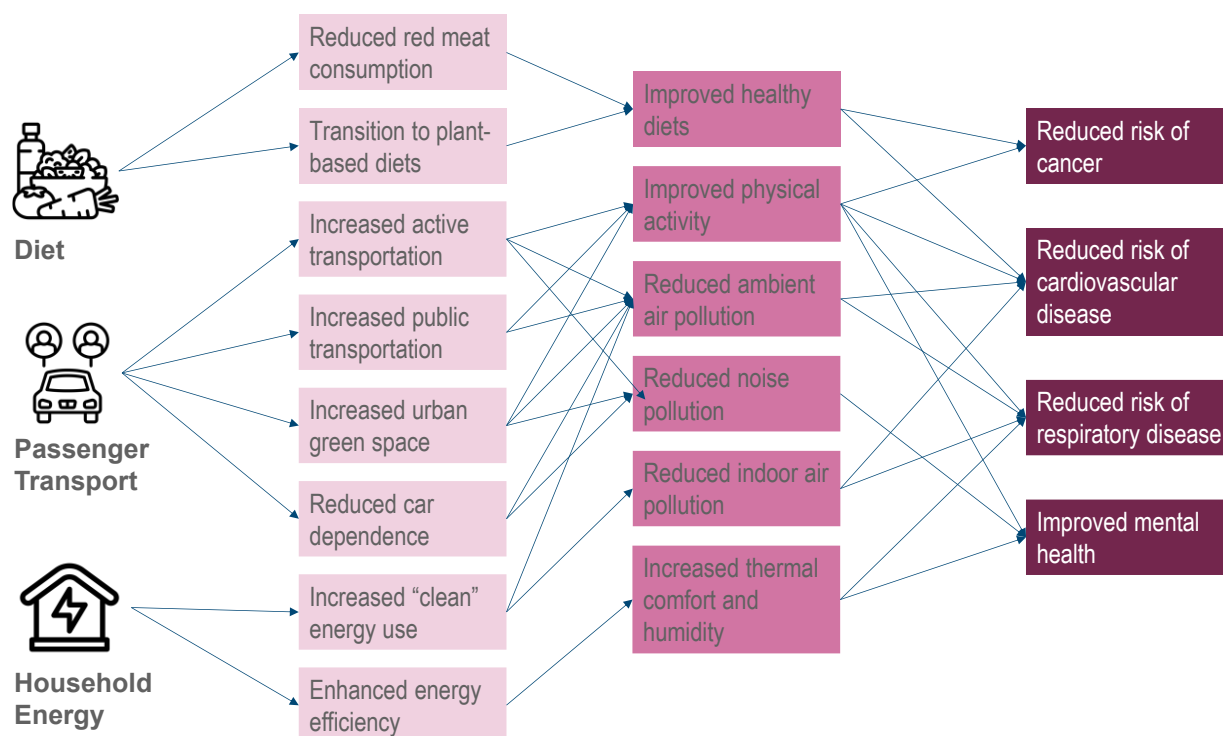 Diet
Passenger
Transport
Household
Energy
Reduced red meat
consumption
Transition to plant-
based diets
Increased active
transportation
Increased public
transportation
Increased urban
green space
Reduced car
dependence
Increased “clean”
energy use
Enhanced energy
efficiency
Improved healthy
diets
Improved physical
activity
Reduced ambient
air pollution
Reduced noise
pollution
Reduced indoor air
pollution
Increased thermal
comfort and
humidity
Reduced risk of
cancer
Reduced risk of
cardiovascular
disease
Reduced risk of
respiratory disease
Improved mental
health